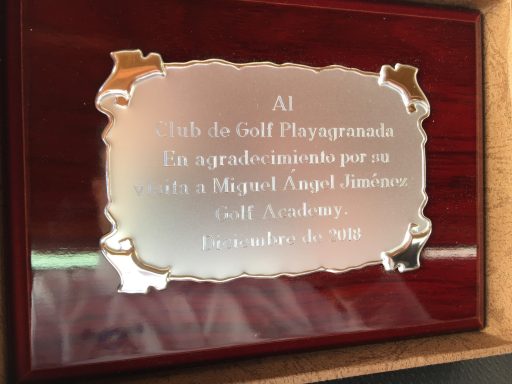 Al
Club de Golf Playagranada
En agradecimiento por su
visita a Miguel Ángel Jiménez
Golf Academy.
Diciembre de 2018